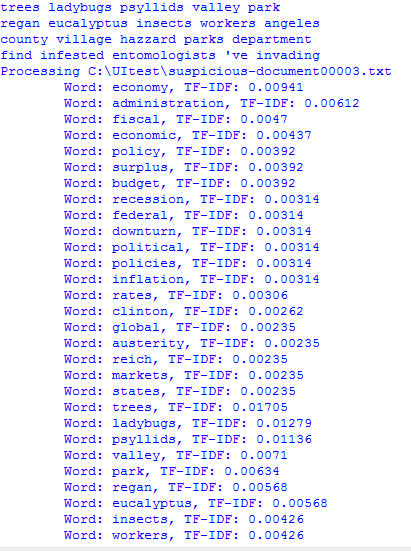 trees ladybugs psyllids valley park
regan eucalyptus insects workers angeles
county village hazzard parks department
find infested entomologists 've invading
Processing C:\UItest\suspicious-document00003.txt
Word: economy, TF-IDF: 0.00941
Word: administration, TF-IDF: 0.00612
Word: fiscal, TF-IDF: 0.0047
Word: economic, TF-IDF: 0.00437
Word: policy, TF-IDF: 0.00392
Word: surplus, TF-IDF: 0.00392
Word: budget, TF-IDF: 0.00392
Word: recession, TF-IDF: 0.00314
Word: federal, TF-IDF: 0.00314
Word: downturn, TF-IDF: 0.00314
Word: political, TF-IDF: 0.00314
Word: policies, TF-IDF: 0.00314
Word: inflation, TF-IDF: 0.00314
Word: rates, TF-IDF: 0.00306
Word: clinton, TF-IDF: 0.00262
Word: global, TF-IDF: 0.00235
Word: austerity, TF-IDF: 0.00235
Word: reich, TF-IDF: 0.00235
Word: markets, TF-IDF: 0.00235
Word: states, TF-IDF: 0.00235
Word: trees, TF-IDF: 0.01705
Word: ladybugs, TF-IDF: 0.01279
Word: psyllids, TF-IDF: 0.01136
Word: valley, TF-IDF: 0.0071
Word: park, TF-IDF: 0.00634
Word: regan, TF-IDF: 0.00568
Word: eucalyptus, TF-IDF: 0.00568
Word: insects, TF-IDF: 0.00426
Word: workers, TF-IDF: 0.00426